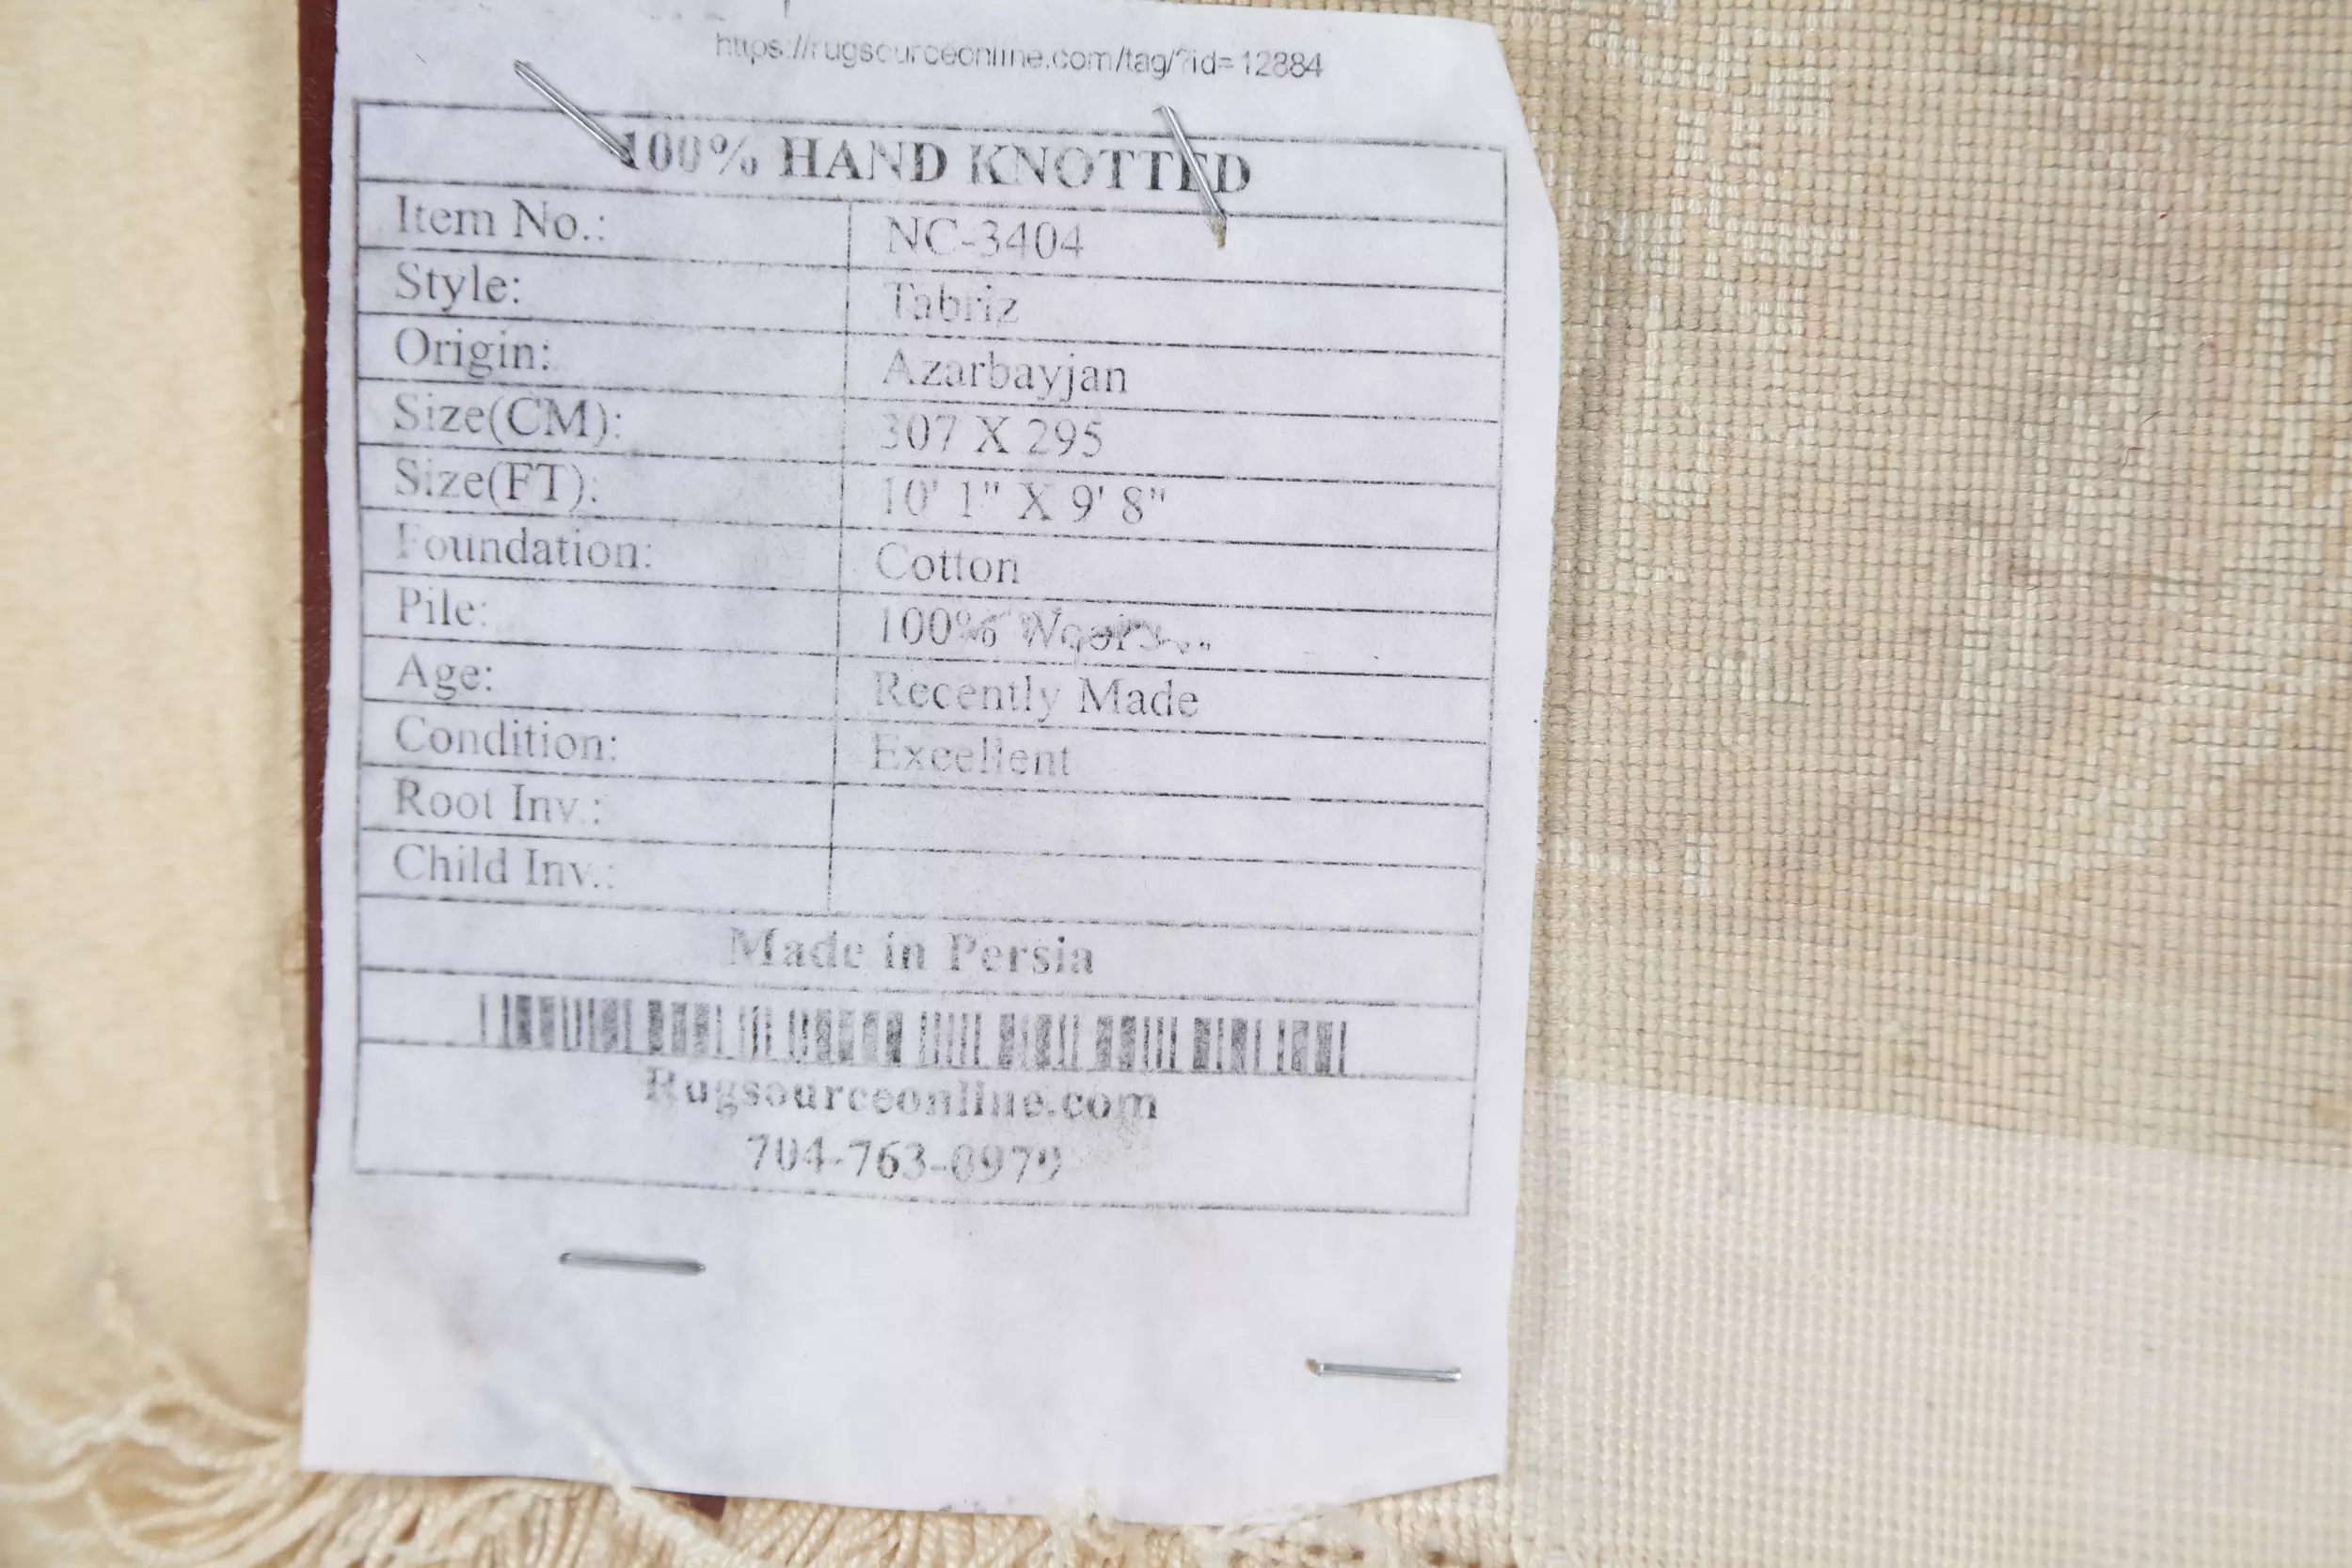 https://rugsourceonline.com/tag/?id=12884
100% HAND KNOTTED
Item No.: NC-3404
Style: Tabriz
Origin: Azarbayjan
Size(CM): 307 X 295
Size(FT): 10' 1" X 9' 8"
Foundation: Cotton
Pile: 100%
Age: Recently Made
Condition: Excellent
Root Inv.:
Child Inv.:
Made in Persia
Rugsourceonline.com
704-763-0979